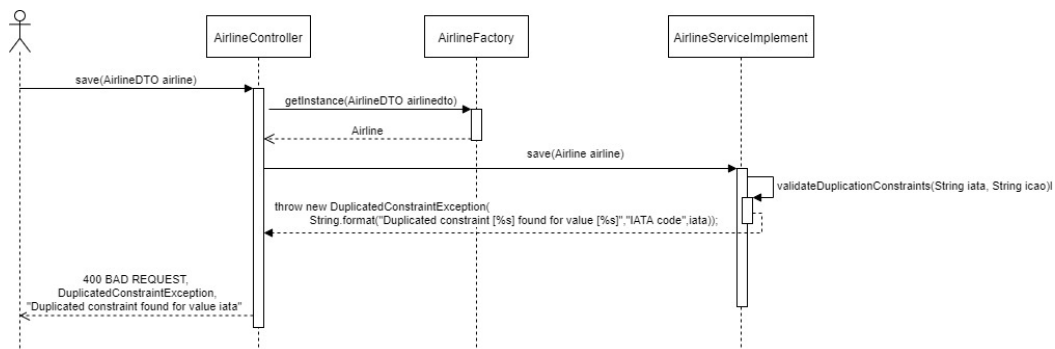 AirlineController
AirlineFactory
AirlineServiceImplement
save(AirlineDTO airline)
getInstance(AirlineDTO airlinedto)
Airline
save(Airline airline)
validateDuplicationConstraints(String iata, String icao)l
throw new DuplicatedConstraintException(
String.format("Duplicated constraint [%s] found for value [%s]","IATA code",iata));
400 BAD REQUEST,
DuplicatedConstraintException,
"Duplicated constraint found for value iata"